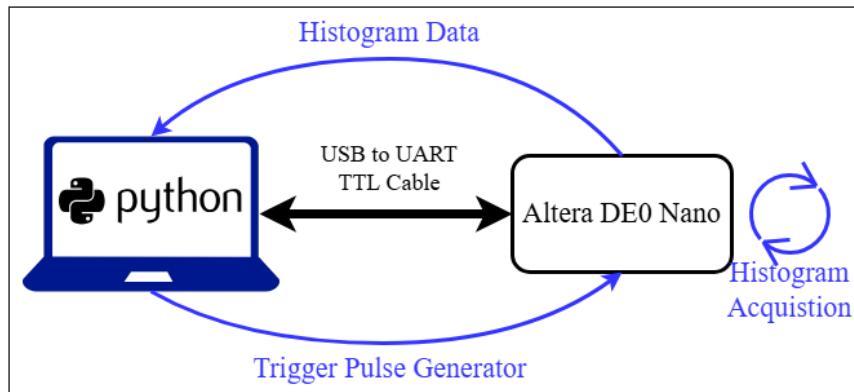 Histogram Data
USB to UART
TTL Cable
python
Altera DE0 Nano
Histogram
Acquistion
Trigger Pulse Generator